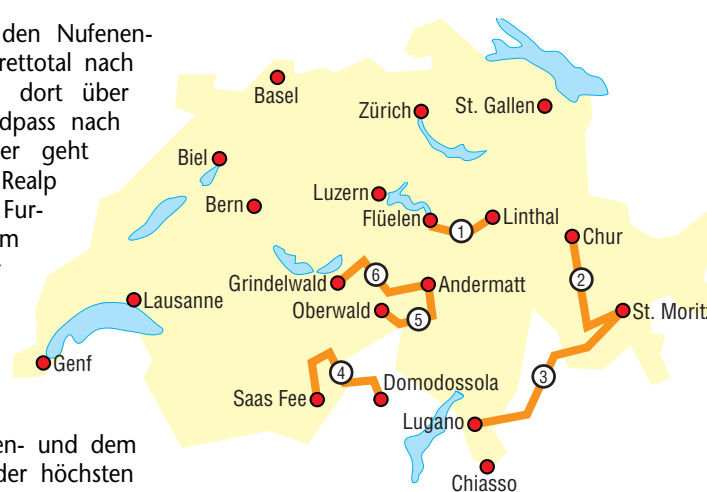 den Nufenen-
rettotal nach
dort über
dpass nach
er geht
Realp
Fur-
m
en- und dem
der höchsten
Basel
Zürich
St. Gallen
Biel
Bern
Luzern
Flüelen
1
Linthal
Chur
2
Grindelwald
6
Andermatt
Oberwald
5
St. Moritz
Lausanne
Genf
3
4
Saas Fee
Domodossola
Lugano
Chiasso